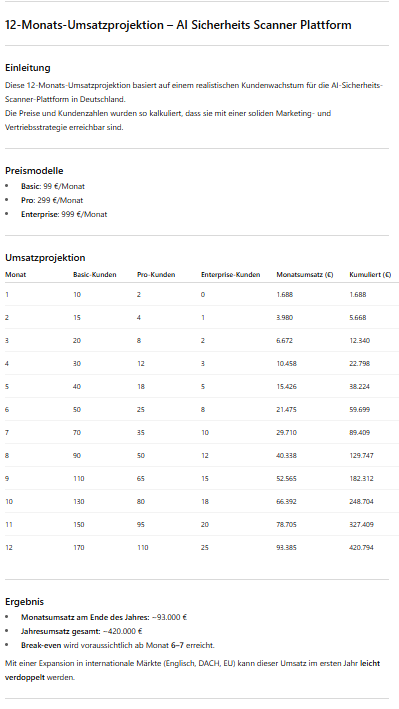 12-Monats-Umsatzprojektion – AI Sicherheits Scanner Plattform
Einleitung
Diese 12-Monats-Umsatzprojektion basiert auf einem realistischen Kundenwachstum für die AI-Sicherheits-
Scanner-Plattform in Deutschland.
Die Preise und Kundenzahlen wurden so kalkuliert, dass sie mit einer soliden Marketing- und
Vertriebsstrategie erreichbar sind.
Preismodelle
• Basic: 99 €/Monat
• Pro: 299 €/Monat
• Enterprise: 999 €/Monat
Umsatzprojektion
Monat Basic-Kunden Pro-Kunden Enterprise-Kunden Monatsumsatz (€) Kumuliert (€)
1 10 2 0 1.688 1.688
2 15 4 1 3.980 5.668
3 20 8 2 6.672 12.340
4 30 12 3 10.458 22.798
5 40 18 5 15.426 38.224
6 50 25 8 21.475 59.699
7 70 35 10 29.710 89.409
8 90 50 12 40.338 129.747
9 110 65 15 52.565 182.312
10 130 80 18 66.392 248.704
11 150 95 20 78.705 327.409
12 170 110 25 93.385 420.794
Ergebnis
• Monatsumsatz am Ende des Jahres: ~93.000 €
• Jahresumsatz gesamt: ~420.000 €
• Break-even wird voraussichtlich ab Monat 6–7 erreicht.
Mit einer Expansion in internationale Märkte (Englisch, DACH, EU) kann dieser Umsatz im ersten Jahr leicht
verdoppelt werden.